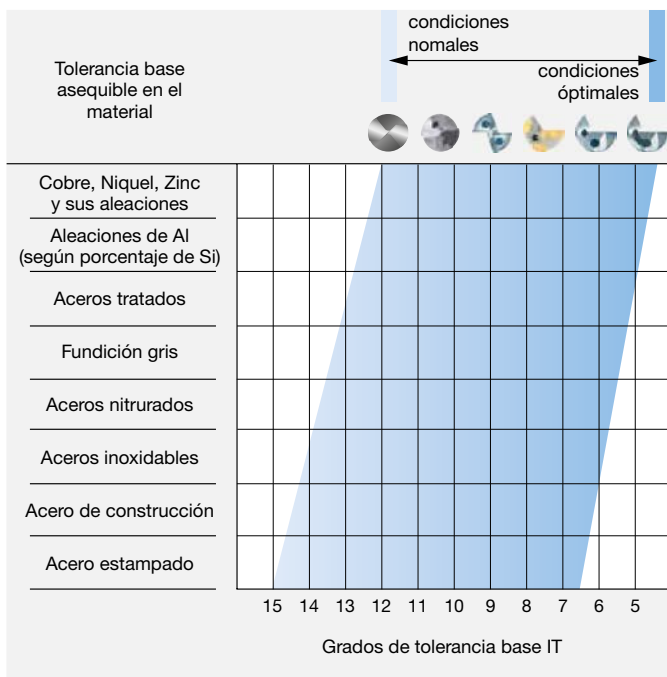 condiciones
nomales
condiciones
óptimales
Tolerancia base
asequible en el
material
Cobre, Niquel, Zinc
y sus aleaciones
Aleaciones de Al
(según porcentaje de Si)
Aceros tratados
Fundición gris
Aceros nitrurados
Aceros inoxidables
Acero de construcción
Acero estampado
15 14 13 12 11 10 9 8 7 6 5
Grados de tolerancia base IT